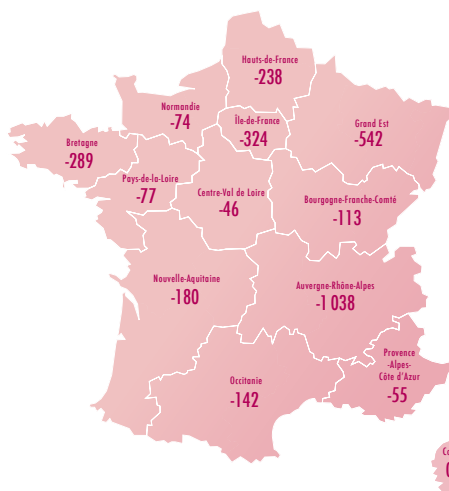 Hauts-de-France
-238
Normandie
-74
Île-de-France
-324
Grand Est
-542
Bretagne
-289
Pays-de-la-Loire
-77
Centre-Val de Loire
-46
Bourgogne-Franche-Comté
-113
Nouvelle-Aquitaine
-180
Auvergne-Rhône-Alpes
-1 038
Provence
-Alpes-
Côte d'Azur
-55
Occitanie
-142